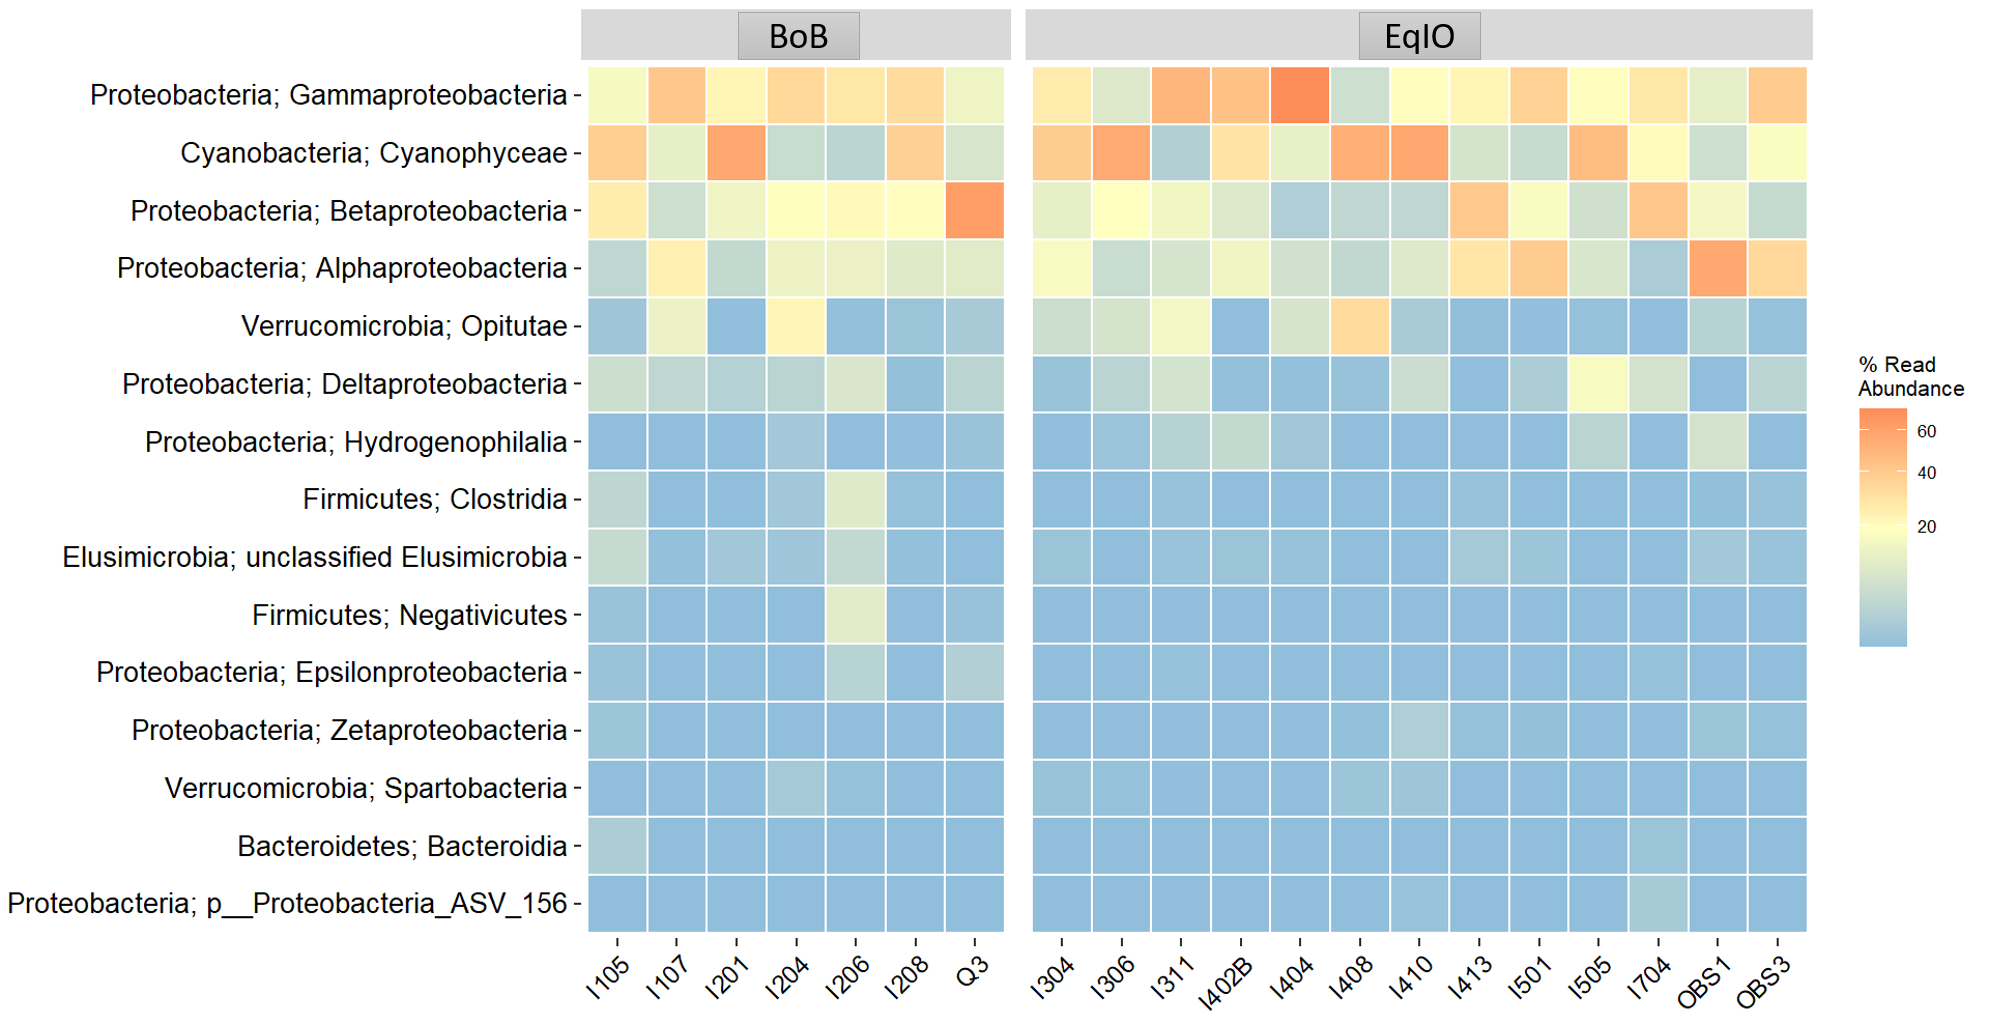 BoB
EqIO
Proteobacteria; Gammaproteobacteria
Cyanobacteria; Cyanophyceae
Proteobacteria; Betaproteobacteria
Proteobacteria; Alphaproteobacteria
Verrucomicrobia; Opitutae
Proteobacteria; Deltaproteobacteria
Proteobacteria; Hydrogenophilalia
Firmicutes; Clostridia
Elusimicrobia; unclassified Elusimicrobia
Firmicutes; Negativicutes
Proteobacteria; Epsilonproteobacteria
Proteobacteria; Zetaproteobacteria
Verrucomicrobia; Spartobacteria
Bacteroidetes; Bacteroidia
Proteobacteria; p__Proteobacteria_ASV_156
I105
I107
I201
I204
I206
I208
Q3
I304
I306
I311
I402B
I404
I408
I410
I413
I501
I505
I704
OBS1
OBS3
% Read
Abundance
60
40
20